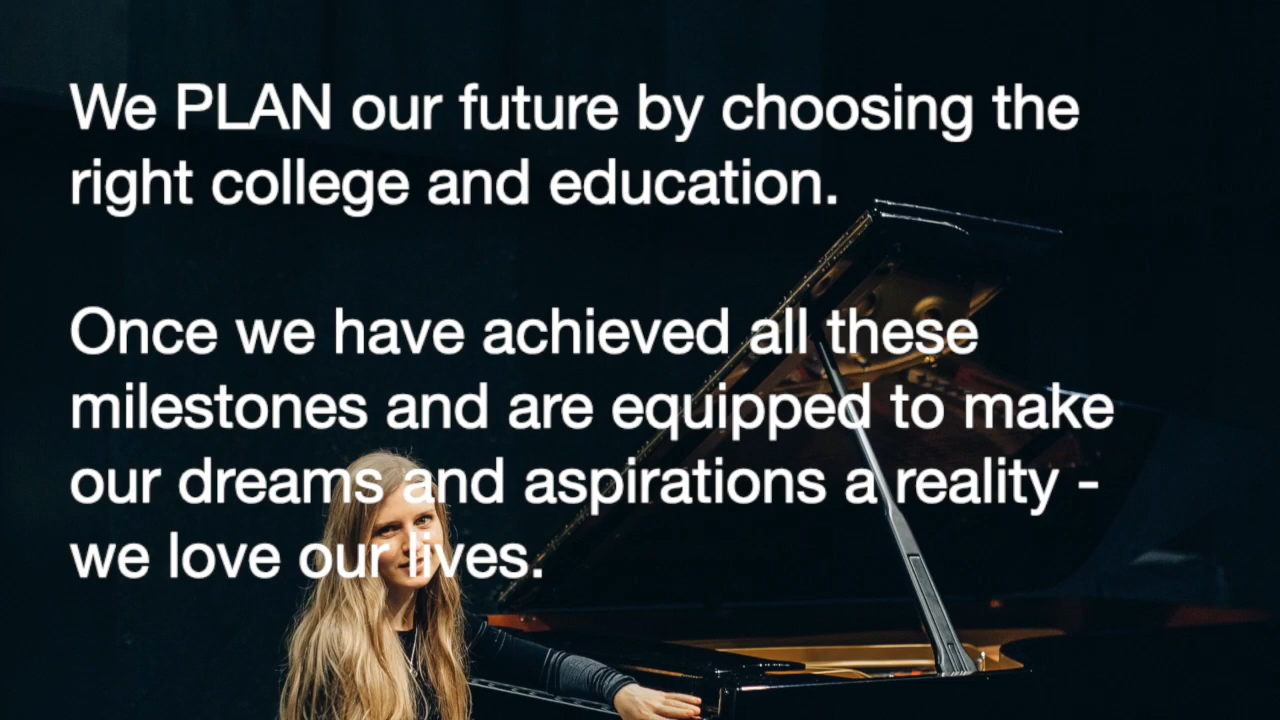 We PLAN our future by choosing the
right college and education.
Once we have achieved all these
milestones and are equipped to make
our dreams and aspirations a reality -
we love our lives.